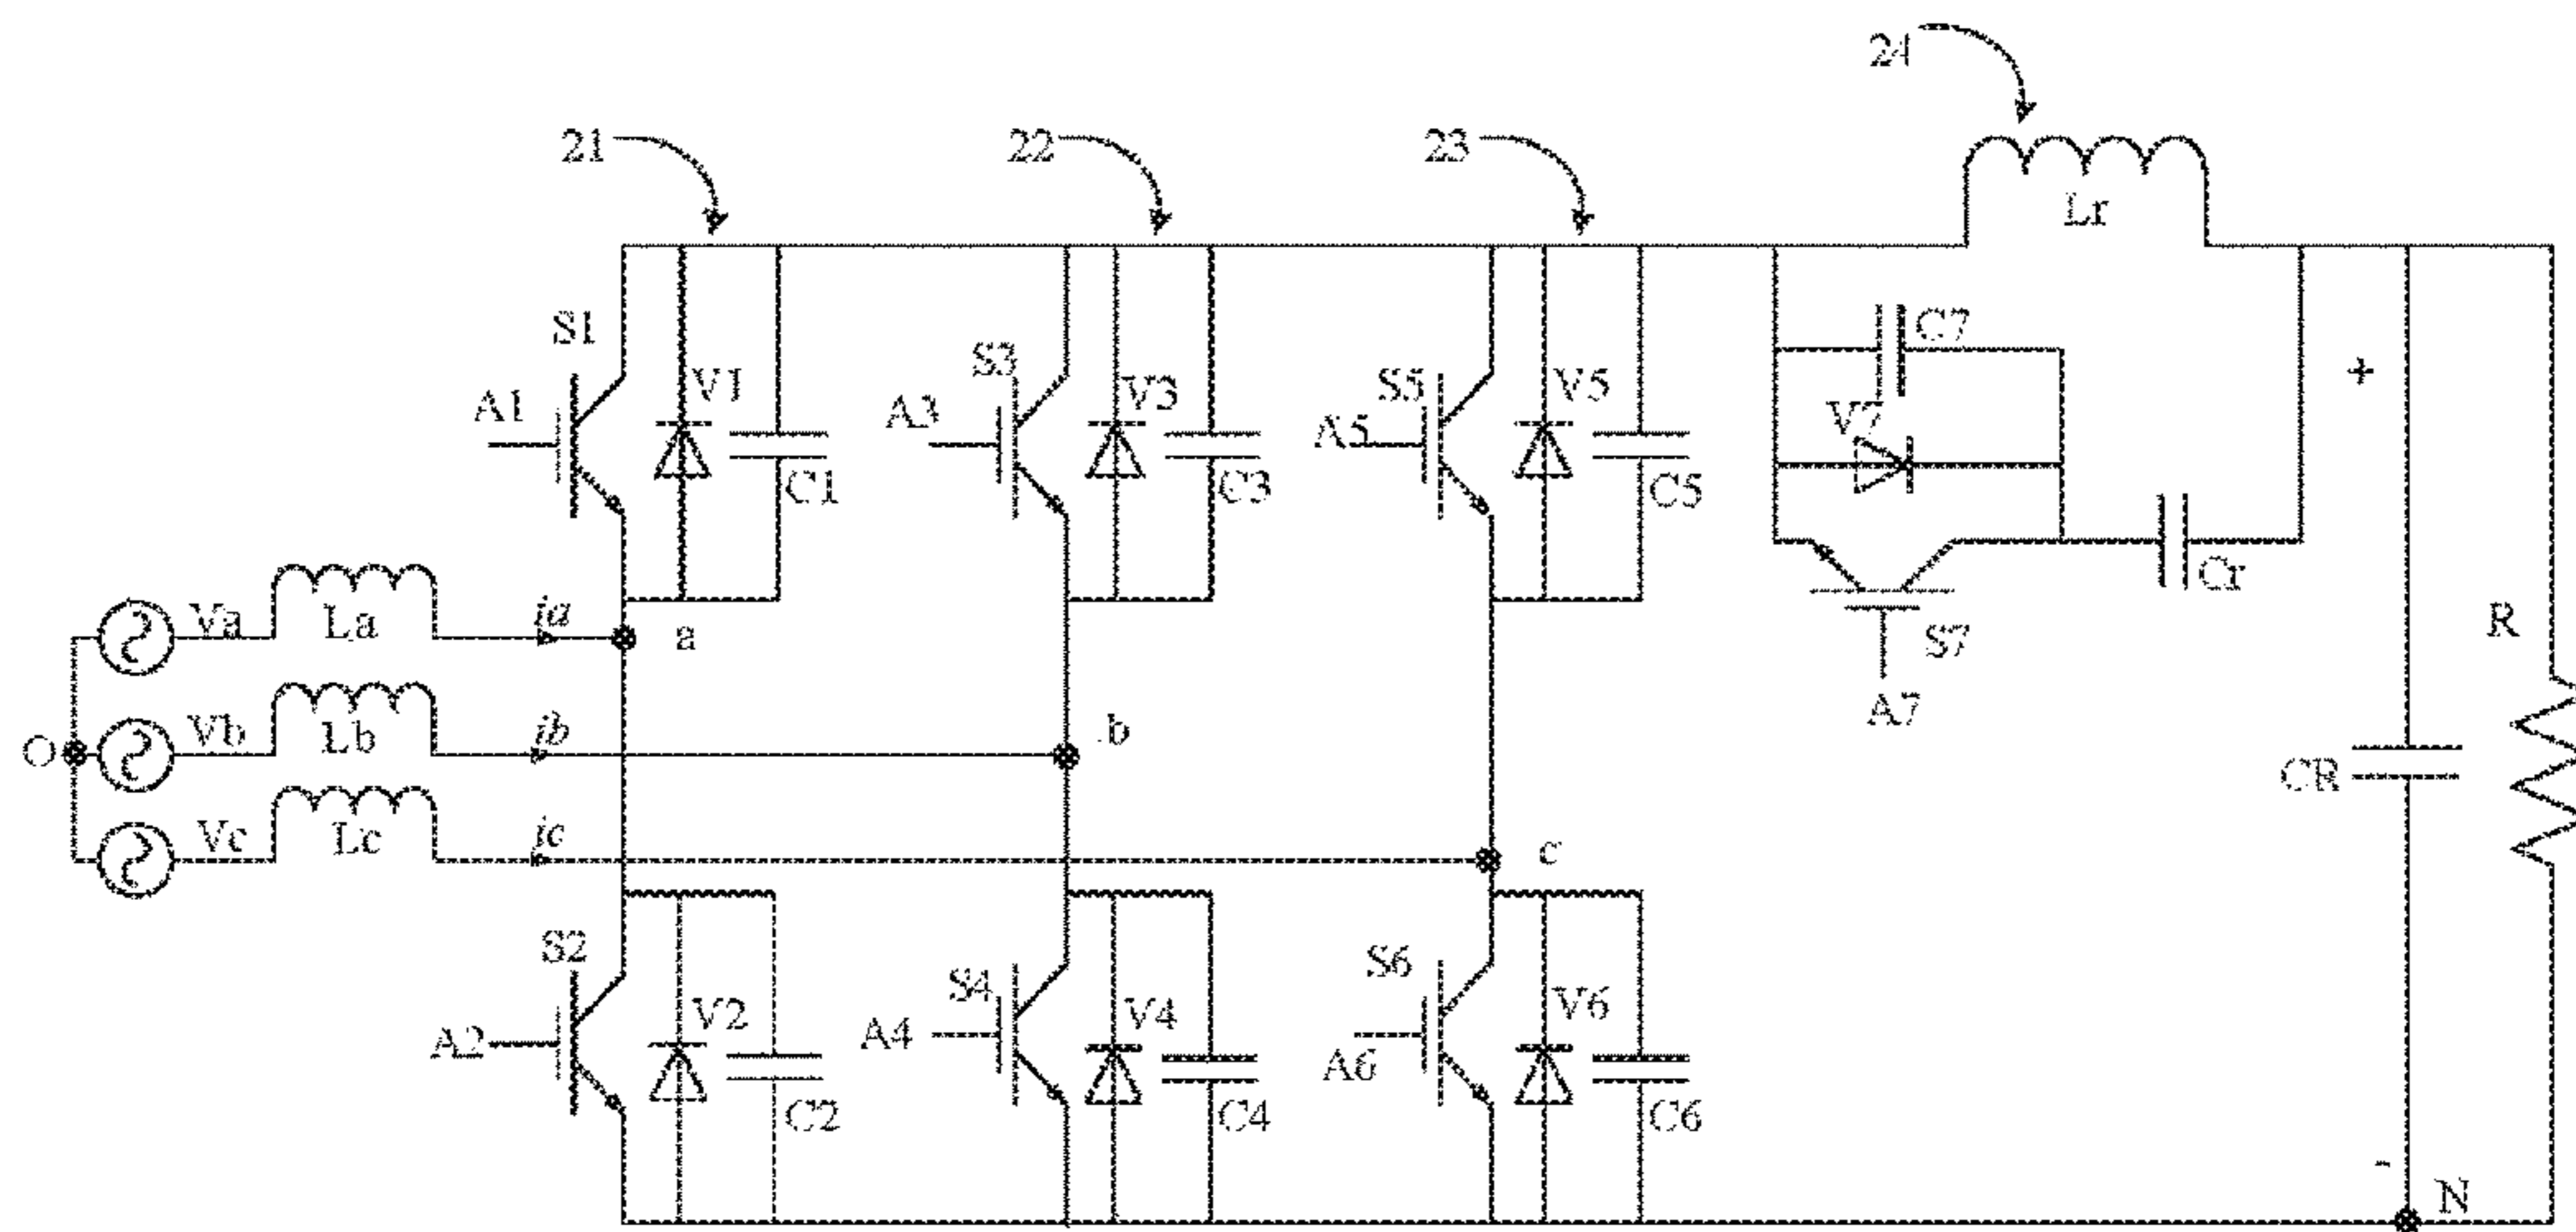 24
21
22
23
Lr
S1
S3
S5
C7
+
V1
V3
V5
V7
A1
A3
A5
C1
C3
C5
Cr
R
Va
La
ia
a
S7
A7
O
Vb
Lb
ib
b
CR
Vc
Lc
ic
c
S2
S4
S6
V2
V4
V6
A2
A4
A6
C2
C4
C6
-
N